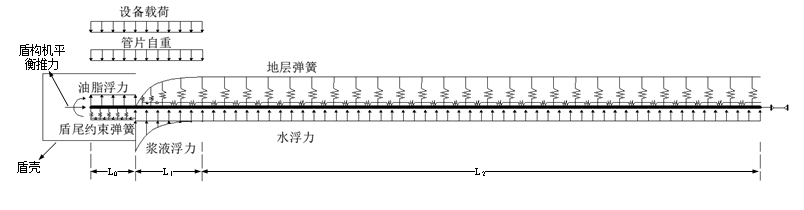 设备载荷
管片自重
盾构机平
衡推力
地层弹簧
油脂浮力
盾尾约束弹簧
浆液浮力
水浮力
盾壳
L₀
L₁
L₂